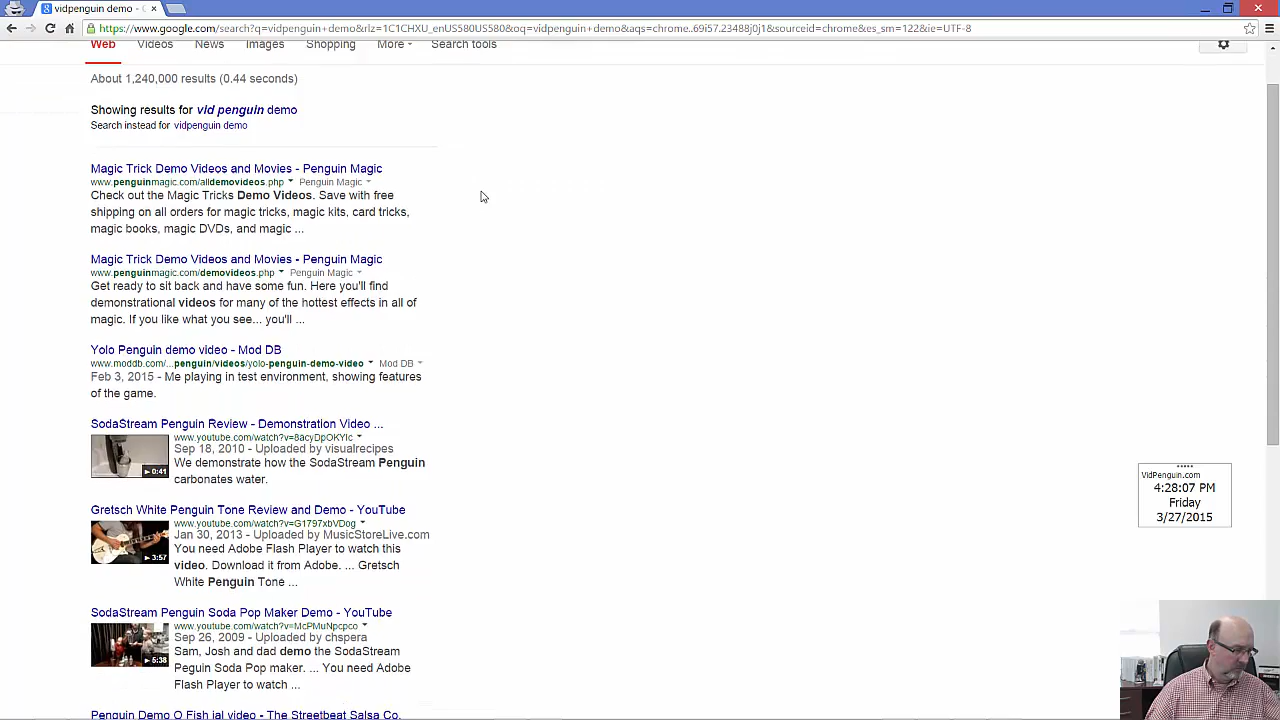 vidpenguin demo -
https://www.google.com/search?q=vidpenguin+demo&rlz=1C1CHXU_enUS580US580&oq=vidpenguin+demo&aqs=chrome..69i57.23488j0j1&sourceid=chrome&es_sm=122&ie=UTF-8
Web Videos News Images Shopping More Search tools
About 1,240,000 results (0.44 seconds)
Showing results for vid penguin demo
Search instead for vidpenguin demo
Magic Trick Demo Videos and Movies - Penguin Magic
www.penguinmagic.com/alldemovideos.php Penguin Magic
Check out the Magic Tricks Demo Videos. Save with free
shipping on all orders for magic tricks, magic kits, card tricks,
magic books, magic DVDs, and magic ...
Magic Trick Demo Videos and Movies - Penguin Magic
www.penguinmagic.com/demovideos.php Penguin Magic
Get ready to sit back and have some fun. Here you'll find
demonstrational videos for many of the hottest effects in all of
magic. If you like what you see... you'll ...
Yolo Penguin demo video - Mod DB
www.moddb.com/...penguin/videos/yolo-penguin-demo-video Mod DB
Feb 3, 2015 - Me playing in test environment, showing features
of the game.
SodaStream Penguin Review - Demonstration Video ...
www.youtube.com/watch?v=8acyDpOKYIc
Sep 18, 2010 - Uploaded by visualrecipes
We demonstrate how the SodaStream Penguin
carbonates water.
0:41
Gretsch White Penguin Tone Review and Demo - YouTube
www.youtube.com/watch?v=G1797xbVDog
Jan 30, 2013 - Uploaded by MusicStoreLive.com
You need Adobe Flash Player to watch this
video. Download it from Adobe. ... Gretsch
White Penguin Tone ...
3:57
SodaStream Penguin Soda Pop Maker Demo - YouTube
www.youtube.com/watch?v=McPMuNpcpco
Sep 26, 2009 - Uploaded by chspera
Sam, Josh and dad demo the SodaStream
Peguin Soda Pop maker. ... You need Adobe
Flash Player to watch ...
5:38
Penguin Demo O Fish ial video - The Streetbeat Salsa Co.
VidPenguin.com
4:28:07 PM
Friday
3/27/2015